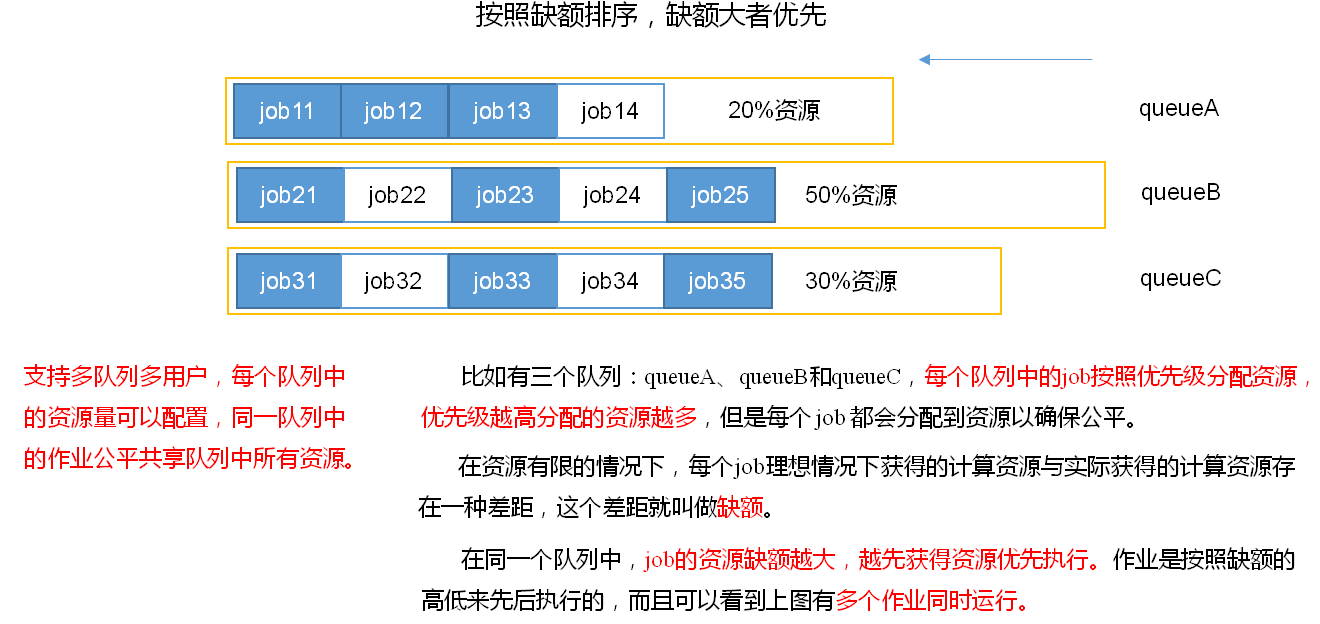 按照缺额排序，缺额大者优先
job11 job12 job13 job14 20%资源 queueA
job21 job22 job23 job24 job25 50%资源 queueB
job31 job32 job33 job34 job35 30%资源 queueC
支持多队列多用户，每个队列中
的资源量可以配置，同一队列中
的作业公平共享队列中所有资源。
比如有三个队列：queueA、queueB和queueC，每个队列中的job按照优先级分配资源，
优先级越高分配的资源越多，但是每个 job 都会分配到资源以确保公平。
在资源有限的情况下，每个job理想情况下获得的计算资源与实际获得的计算资源存
在一种差距，这个差距就叫做缺额。
在同一个队列中，job的资源缺额越大，越先获得资源优先执行。作业是按照缺额的
高低来先后执行的，而且可以看到上图有多个作业同时运行。